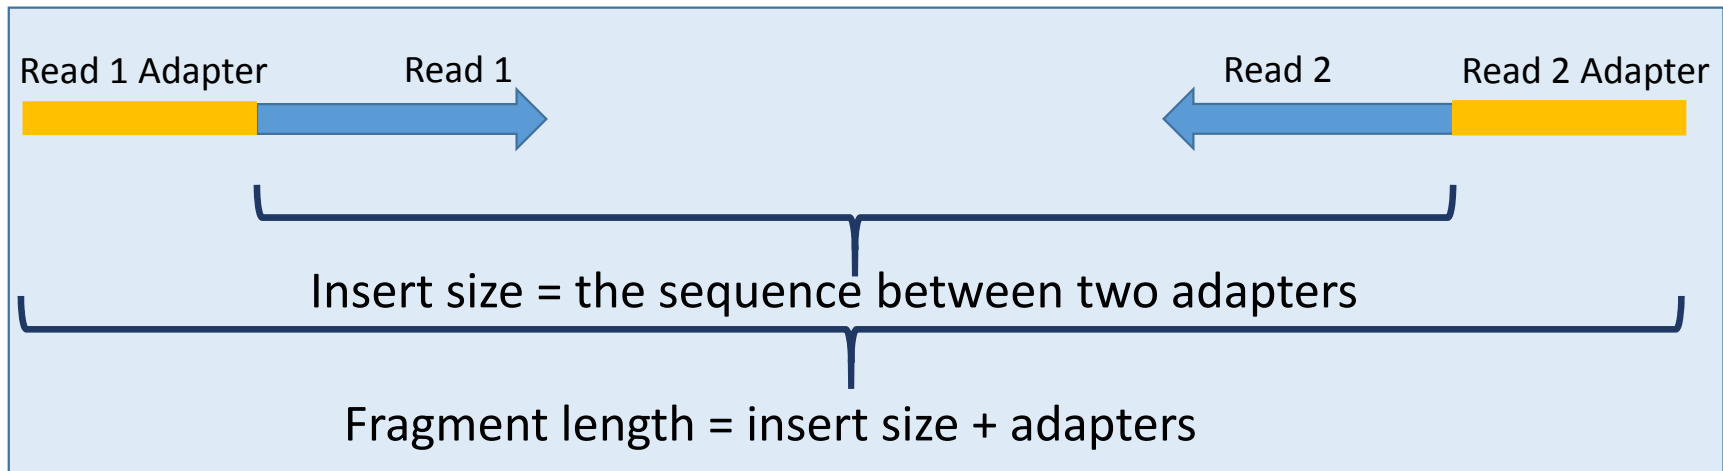 Read 1 Adapter
Read 1
Read 2
Read 2 Adapter
Insert size = the sequence between two adapters
Fragment length = insert size + adapters